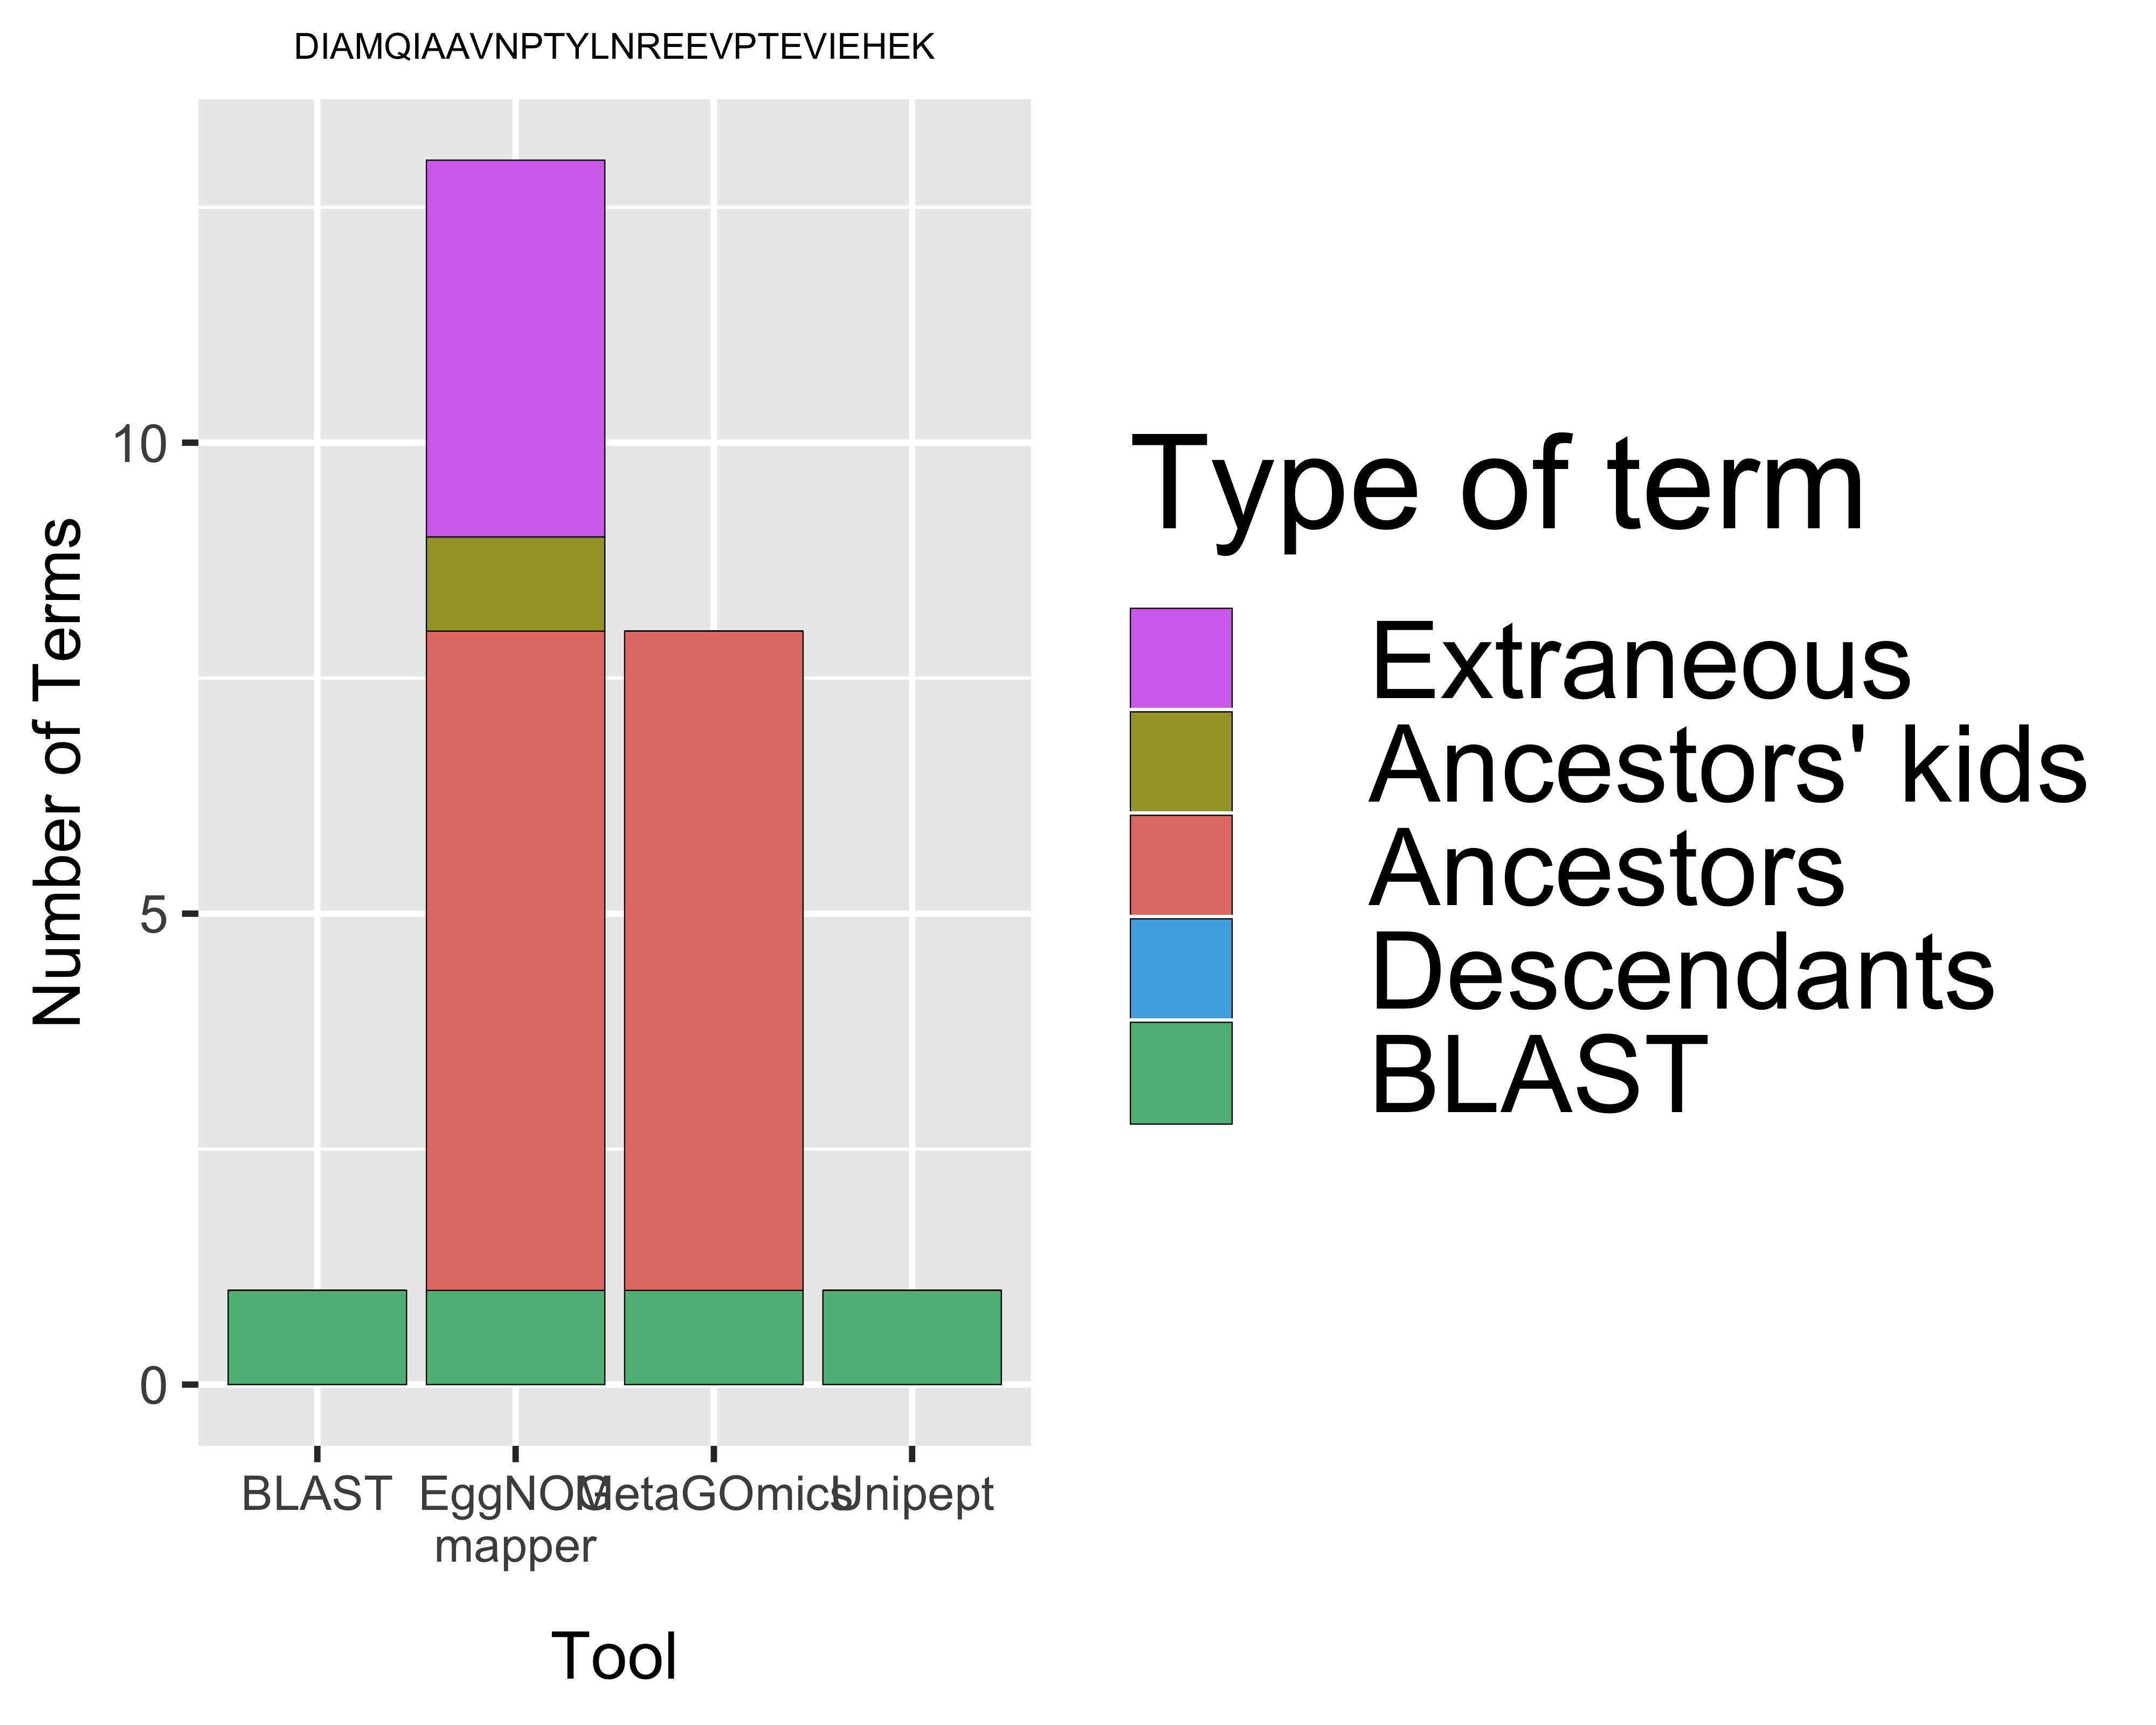 DIAMQIAAVNPTYLNREEVPTEVIEHEK
Number of Terms
10
5
0
BLAST
EggNOG
mapper
MetaGOmics
Unipept
Tool
Type of term
Extraneous
Ancestors' kids
Ancestors
Descendants
BLAST